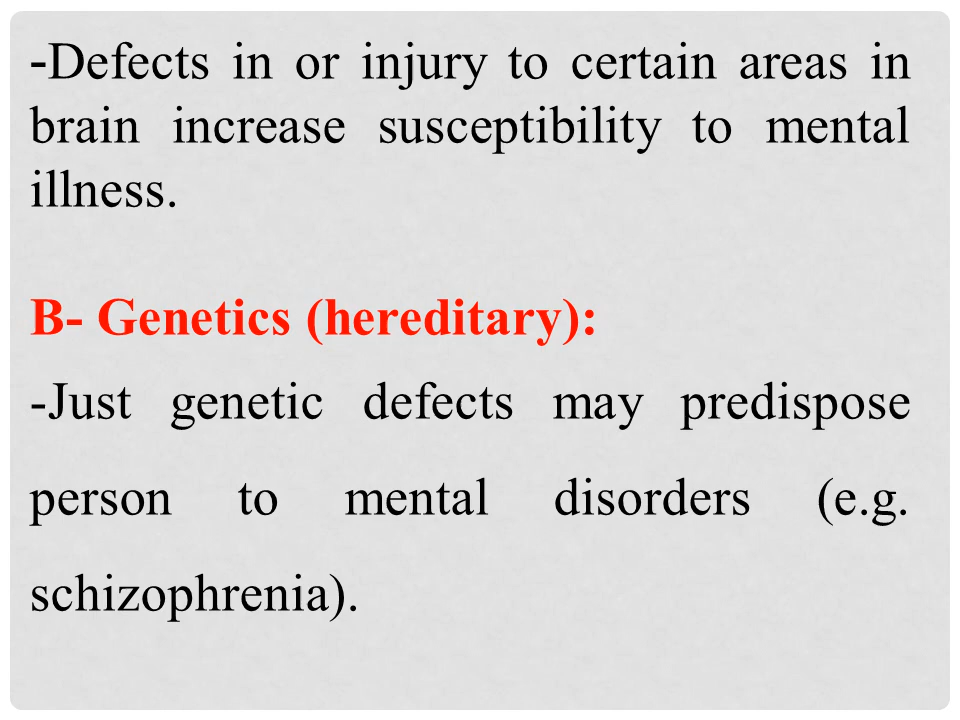 -Defects in or injury to certain areas in
brain increase susceptibility to mental
illness.
B- Genetics (hereditary):
-Just genetic defects may predispose
person to mental disorders (e.g.
schizophrenia).